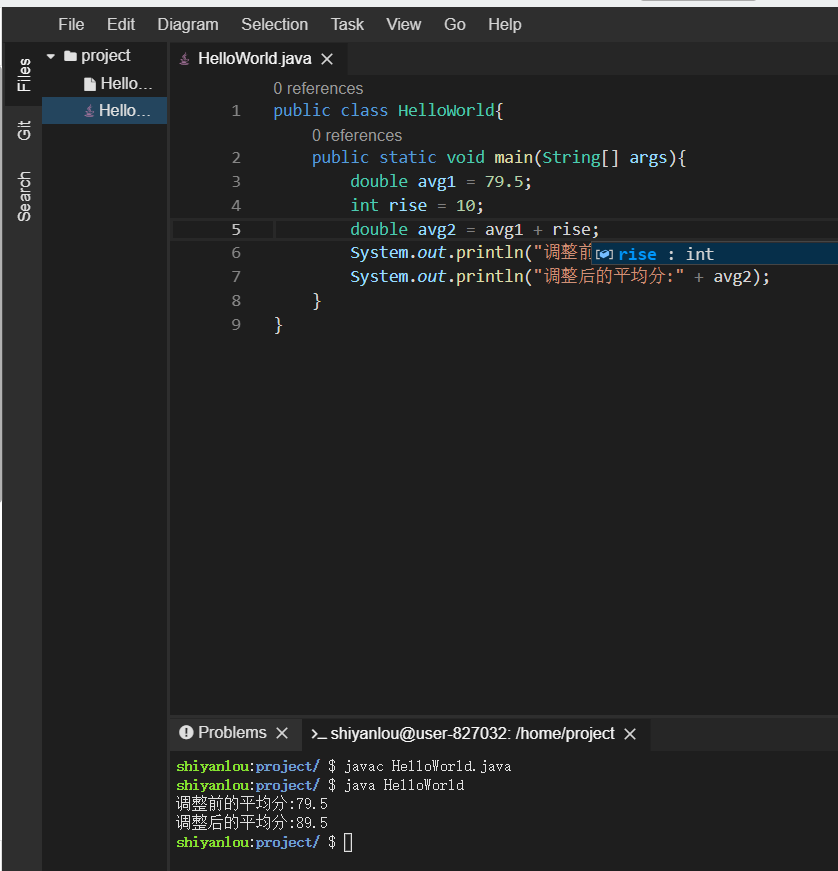 File Edit Diagram Selection Task View Go Help
Files
Git
Search
project
Hello...
Hello...
HelloWorld.java
0 references
1 public class HelloWorld{
0 references
2 public static void main(String[] args){
3 double avg1 = 79.5;
4 int rise = 10;
5 double avg2 = avg1 + rise;
6 System.out.println("调整前
rise : int
7 System.out.println("调整后的平均分:" + avg2);
8 }
9 }
Problems
>_ shiyanlou@user-827032: /home/project
shiyanlou:project/ $ javac HelloWorld.java
shiyanlou:project/ $ java HelloWorld
调整前的平均分:79.5
调整后的平均分:89.5
shiyanlou:project/ $